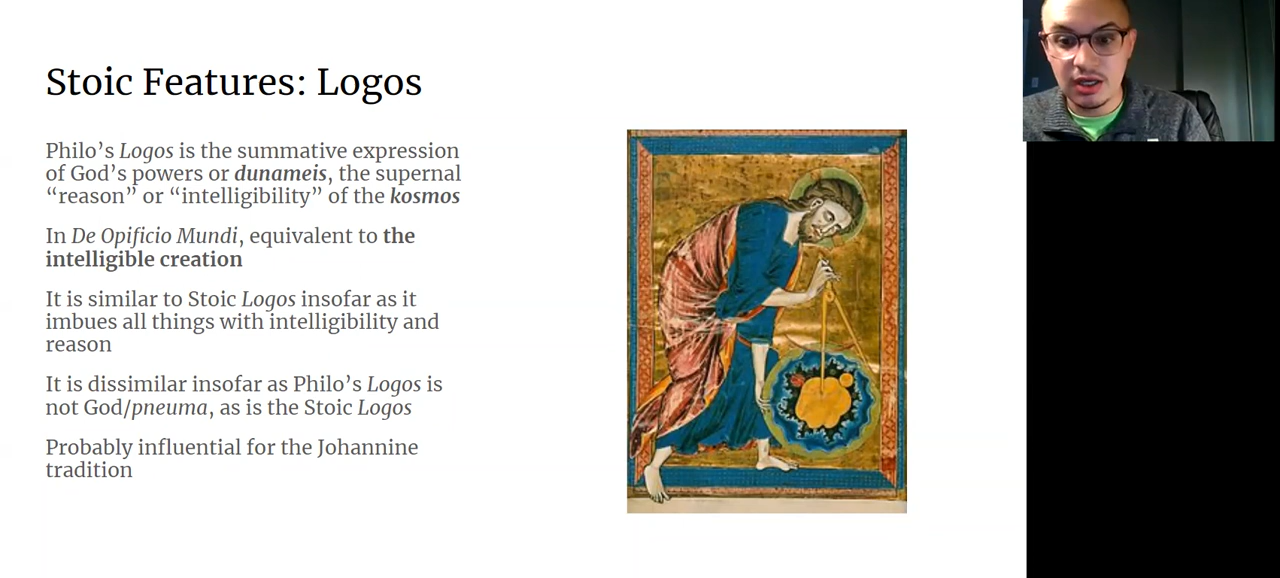 Stoic Features: Logos
Philo’s Logos is the summative expression
of God’s powers or dunameis, the supernal
“reason” or “intelligibility” of the kosmos
In De Opificio Mundi, equivalent to the
intelligible creation
It is similar to Stoic Logos insofar as it
imbues all things with intelligibility and
reason
It is dissimilar insofar as Philo’s Logos is
not God/pneuma, as is the Stoic Logos
Probably influential for the Johannine
tradition